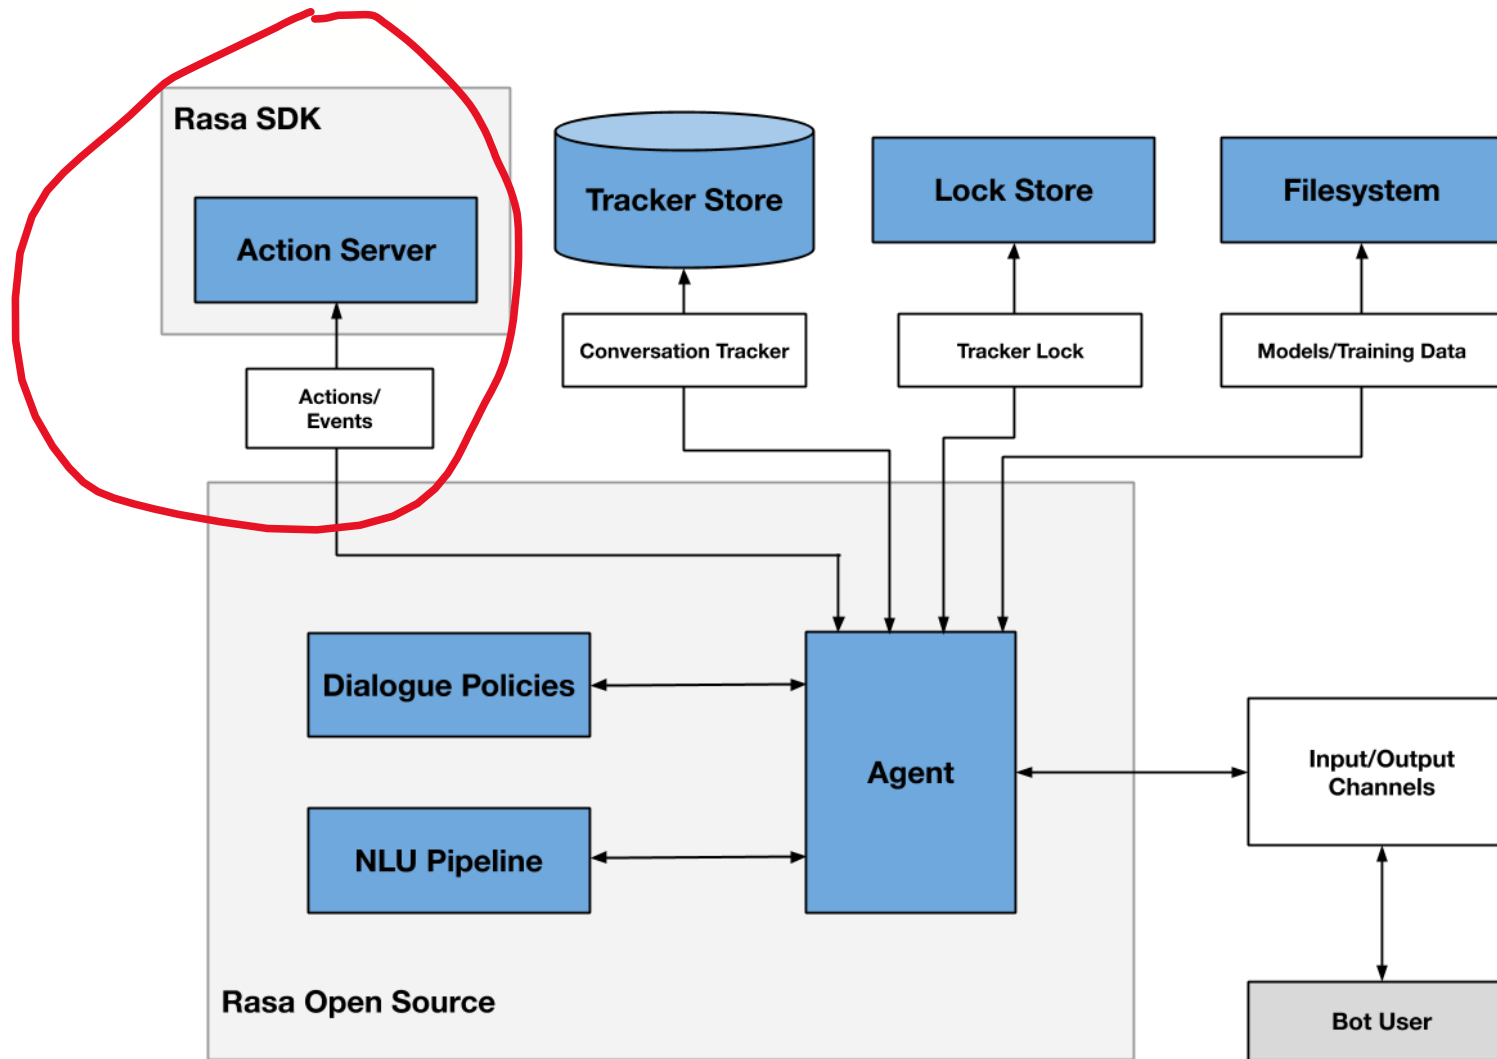 Rasa SDK
Action Server
Tracker Store
Lock Store
Filesystem
Actions/
Events
Conversation Tracker
Tracker Lock
Models/Training Data
Dialogue Policies
NLU Pipeline
Agent
Input/Output
Channels
Rasa Open Source
Bot User